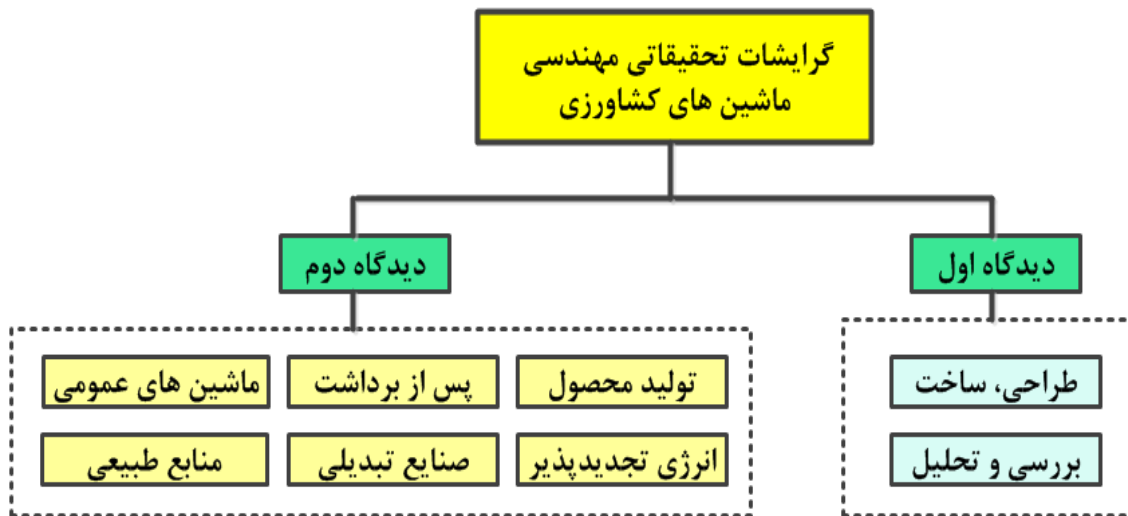 گرایشات تحقیقاتی مهندسی
ماشین های کشاورزی
دیدگاه اول
دیدگاه دوم
طراحی، ساخت
بررسی و تحلیل
تولید محصول
پس از برداشت
ماشین های عمومی
انرژی تجدیدپذیر
صنایع تبدیلی
منابع طبیعی